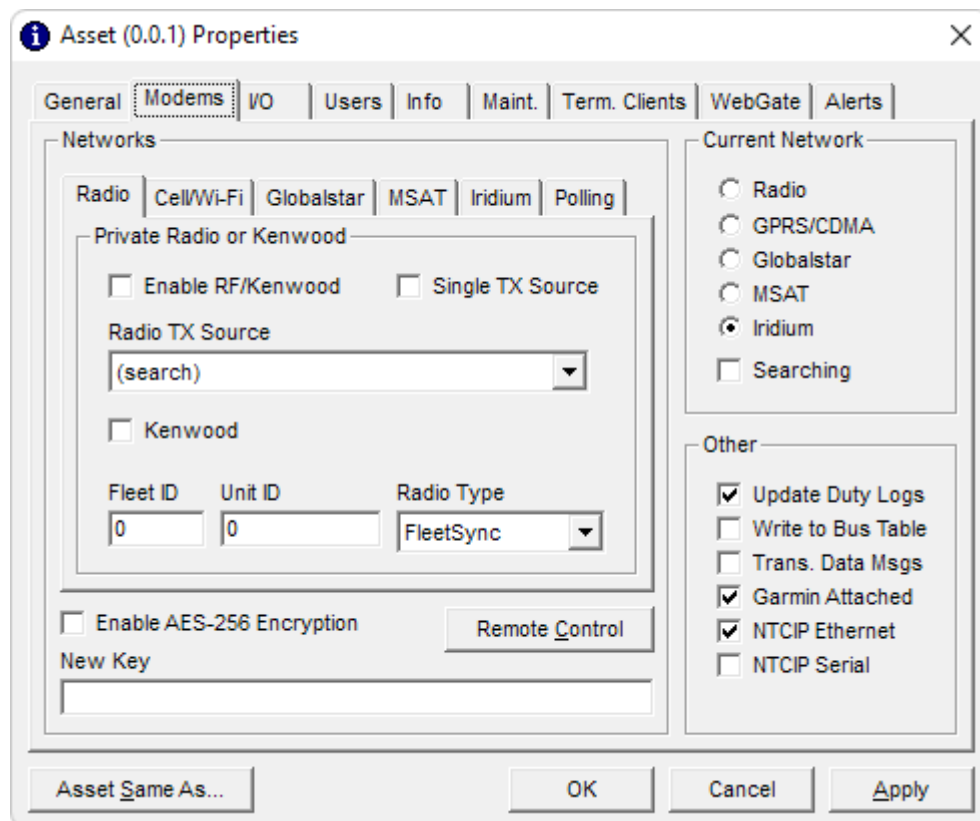 Asset (0.0.1) Properties
General Modems I/O Users Info Maint. Term. Clients WebGate Alerts
Networks
Radio Cell/Wi-Fi Globalstar MSAT Iridium Polling
Private Radio or Kenwood
Enable RF/Kenwood Single TX Source
Radio TX Source
(search)
Kenwood
Fleet ID Unit ID Radio Type
0 0 FleetSync
Enable AES-256 Encryption Remote Control
New Key
Current Network
Radio
GPRS/CDMA
Globalstar
MSAT
Iridium
Searching
Other
Update Duty Logs
Write to Bus Table
Trans. Data Msgs
Garmin Attached
NTCIP Ethernet
NTCIP Serial
Asset Same As... OK Cancel Apply